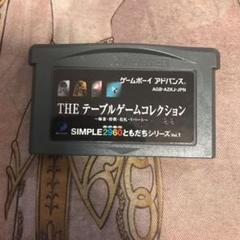 ゲームボーイ アドバンス
AGB-AZKJ-JPN
THE テーブルゲームコレクション
～麻雀・将棋・花札・リバーシ～
SIMPLE2960ともだちシリーズ Vol.1